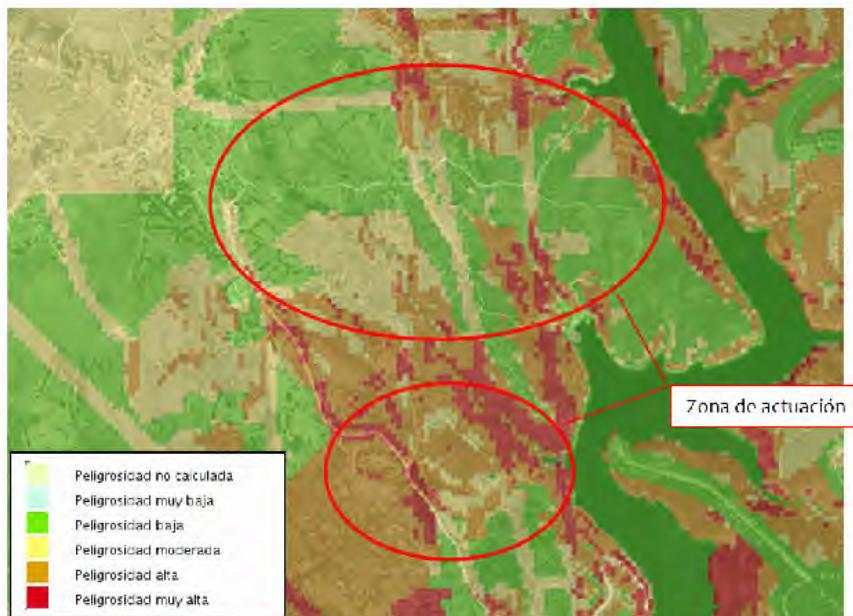 Zona de actuación
Peligrosidad no calculada
Peligrosidad muy baja
Peligrosidad baja
Peligrosidad moderada
Peligrosidad alta
Peligrosidad muy alta